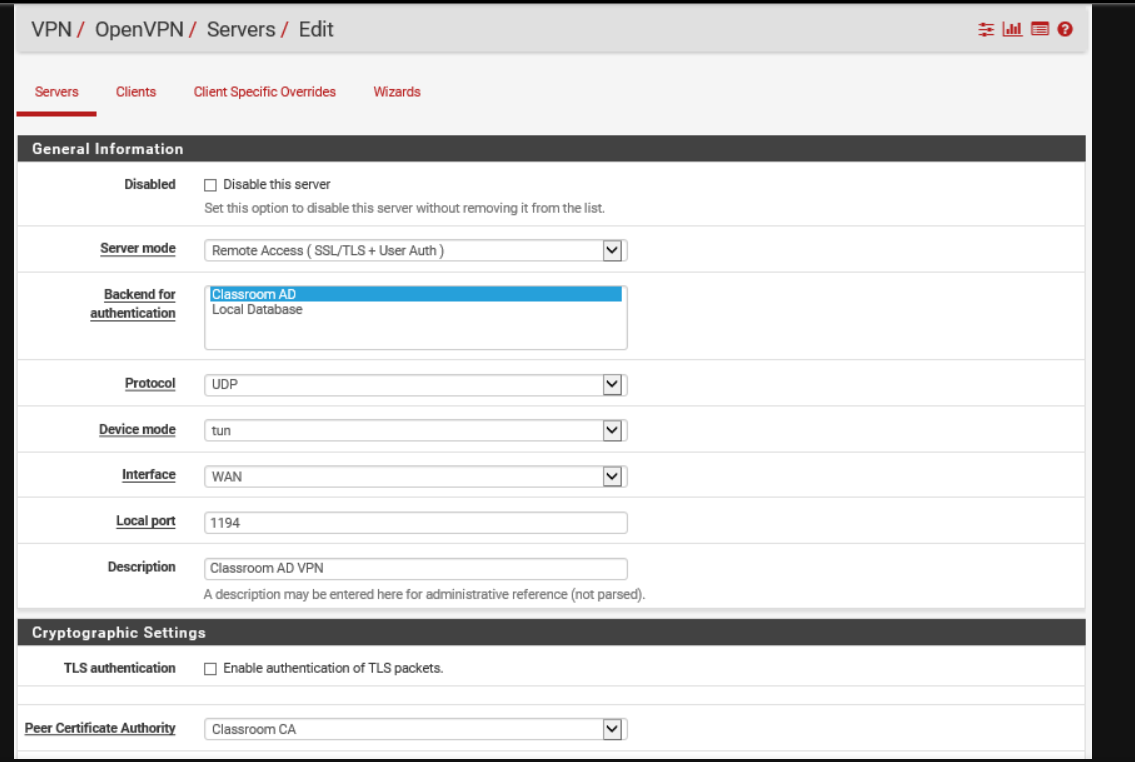 VPN / OpenVPN / Servers / Edit
Servers Clients Client Specific Overrides Wizards
General Information
Disabled Disable this server
Set this option to disable this server without removing it from the list.
Server mode Remote Access ( SSL/TLS + User Auth )
Backend for authentication Classroom AD
Local Database
Protocol UDP
Device mode tun
Interface WAN
Local port 1194
Description Classroom AD VPN
A description may be entered here for administrative reference (not parsed).
Cryptographic Settings
TLS authentication Enable authentication of TLS packets.
Peer Certificate Authority Classroom CA